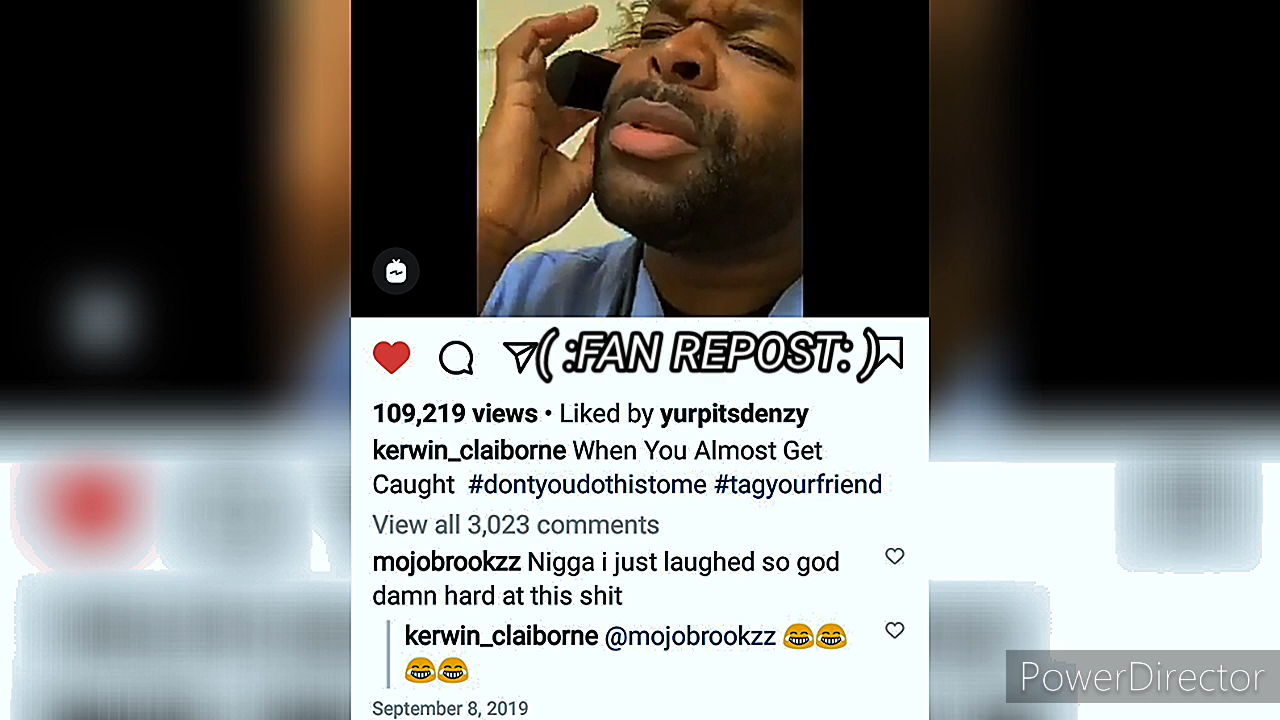 ( :FAN REPOST: )
109,219 views • Liked by yurpitsdenzy
kerwin_claiborne When You Almost Get
Caught #dontyoudothistome #tagyourfriend
View all 3,023 comments
mojobrookzz Nigga i just laughed so god
damn hard at this shit
kerwin_claiborne @mojobrookzz 😂😂
😂😂
September 8, 2019
PowerDirector